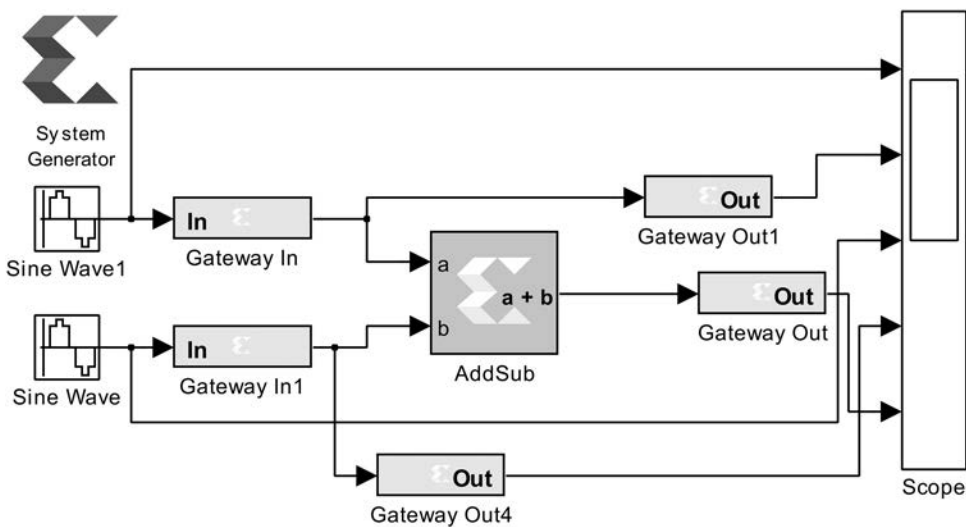 System
Generator
Sine Wave1
In
Gateway In
Out
Gateway Out1
a
b
a + b
AddSub
Out
Gateway Out
Sine Wave
In
Gateway In1
Out
Gateway Out4
Scope